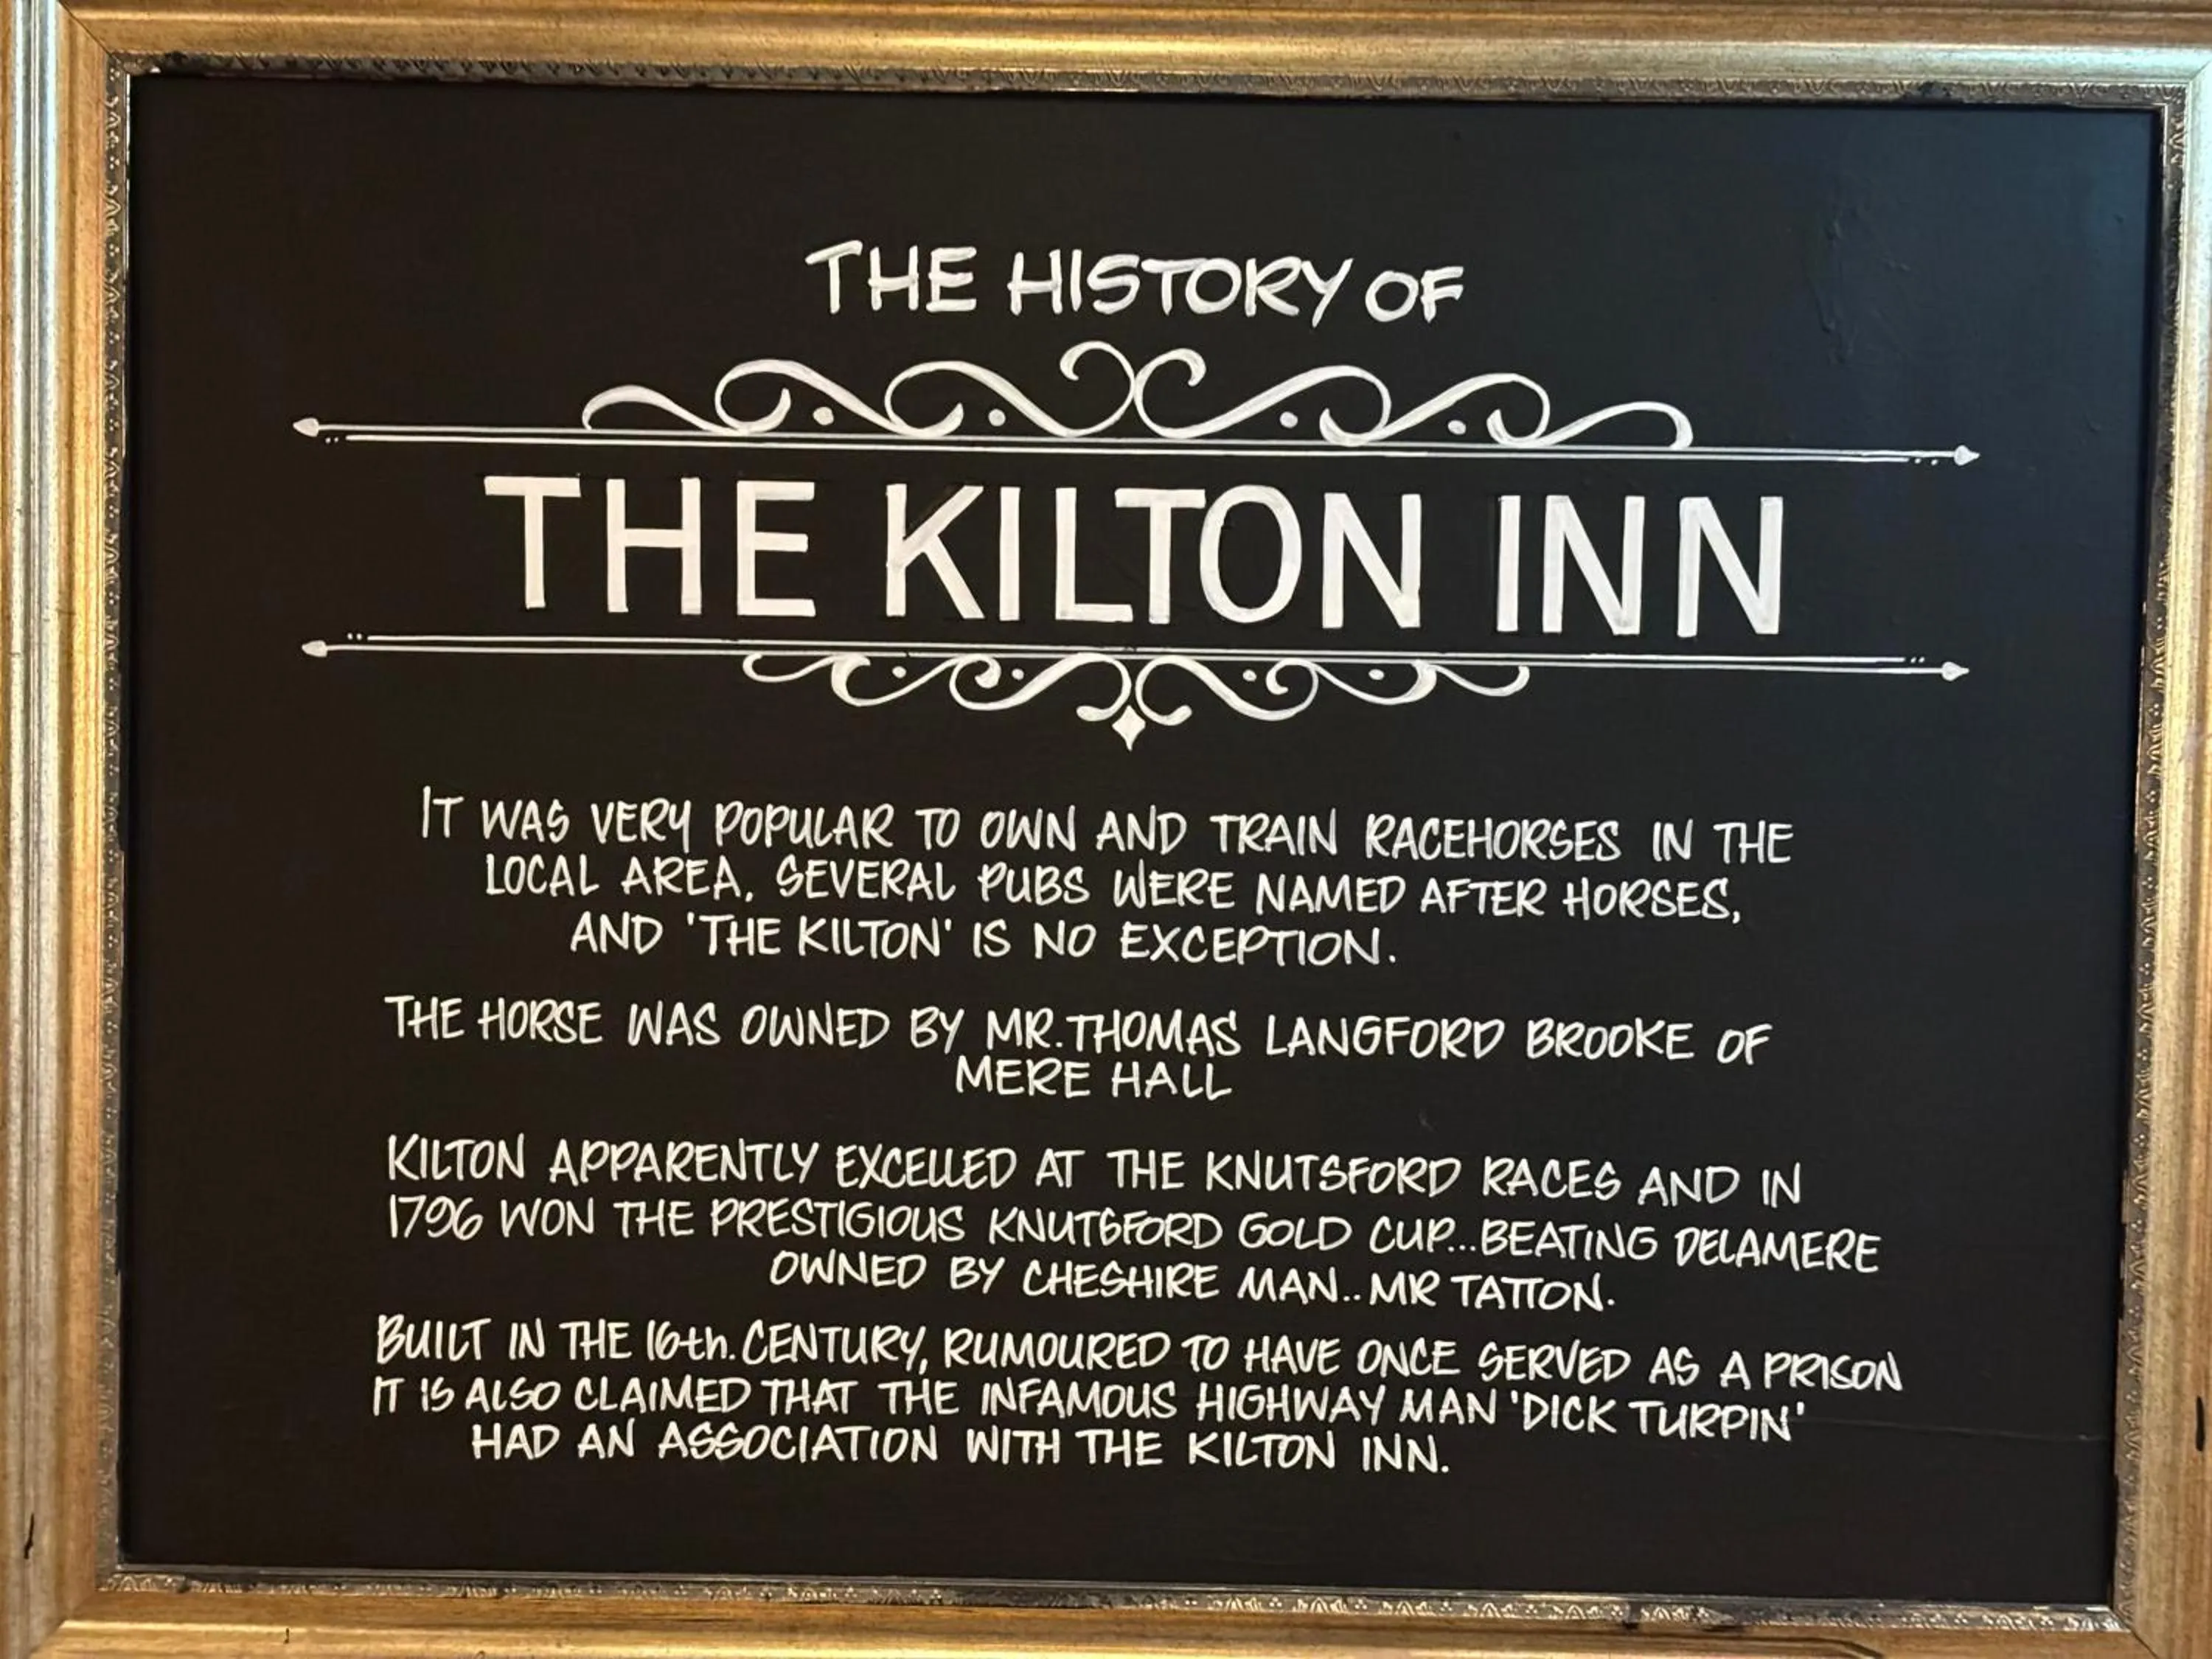 THE HISTORY OF
THE KILTON INN
IT WAS VERY POPULAR TO OWN AND TRAIN RACEHORSES IN THE
LOCAL AREA, SEVERAL PUBS WERE NAMED AFTER HORSES,
AND 'THE KILTON' IS NO EXCEPTION.
THE HORSE WAS OWNED BY MR.THOMAS LANGFORD BROOKE OF
MERE HALL
KILTON APPARENTLY EXCELLED AT THE KNUTSFORD RACES AND IN
1796 WON THE PRESTIGIOUS KNUTSFORD GOLD CUP...BEATING DELAMERE
OWNED BY CHESHIRE MAN..MR TATTON.
BUILT IN THE 16th.CENTURY, RUMOURED TO HAVE ONCE SERVED AS A PRISON
IT IS ALSO CLAIMED THAT THE INFAMOUS HIGHWAY MAN 'DICK TURPIN'
HAD AN ASSOCIATION WITH THE KILTON INN.